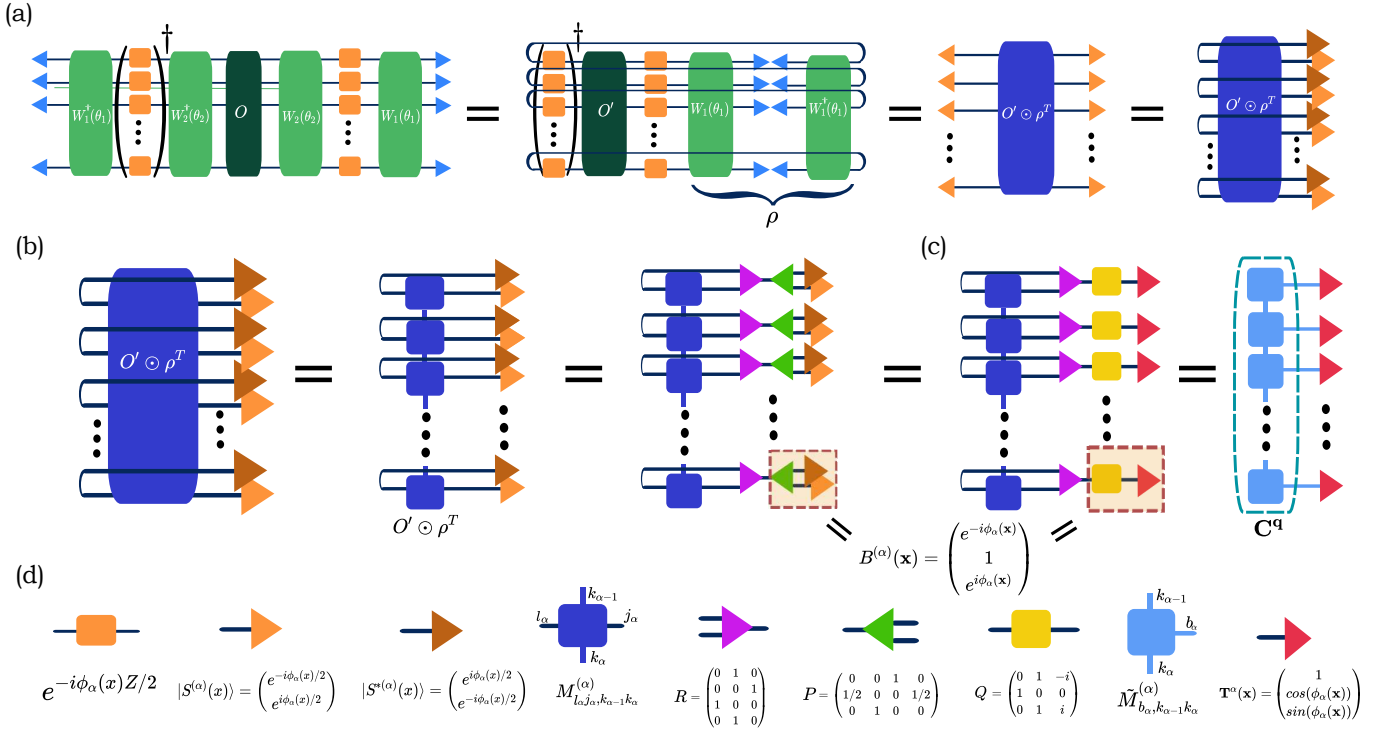 (a)
†
†
W₁†(θ₁) W₂†(θ₂) O W₂(θ₂) W₁(θ₁) = O′ W₁(θ₁) W₁†(θ₁) = O′ ⊙ ρᵀ = O′ ⊙ ρᵀ
ρ
(b)
(c)
O′ ⊙ ρᵀ = = = =
O′ ⊙ ρᵀ
C^q
= B^(α)(x) = (e^{-iϕ_α(x)} 1 e^{iϕ_α(x)}) =
(d)
e^{-iϕ_α(x)Z/2}
|S^(α)(x)⟩ = (e^{-iϕ_α(x)/2} e^{iϕ_α(x)/2})
|S^{*(α)}(x)⟩ = (e^{iϕ_α(x)/2} e^{-iϕ_α(x)/2})
k_{α-1}
l_α j_α
k_α
M^(α)_{l_α j_α, k_{α-1} k_α}
R = (0 1 0
0 0 1
1 0 0
0 1 0)
P = (0 0 1 0
1/2 0 0 1/2
0 1 0 0)
Q = (0 1 -i
1 0 0
0 1 i)
k_{α-1}
b_α
k_α
M̃^(α)_{b_α, k_{α-1} k_α}
T^α(x) = (1
cos(ϕ_α(x))
sin(ϕ_α(x)))